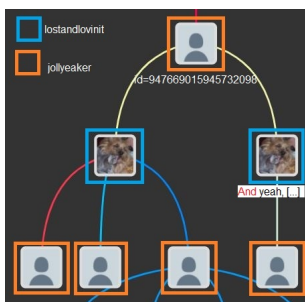 lostandlovinit
jollyeaker
id=947669015945732098
And yeah, [...]